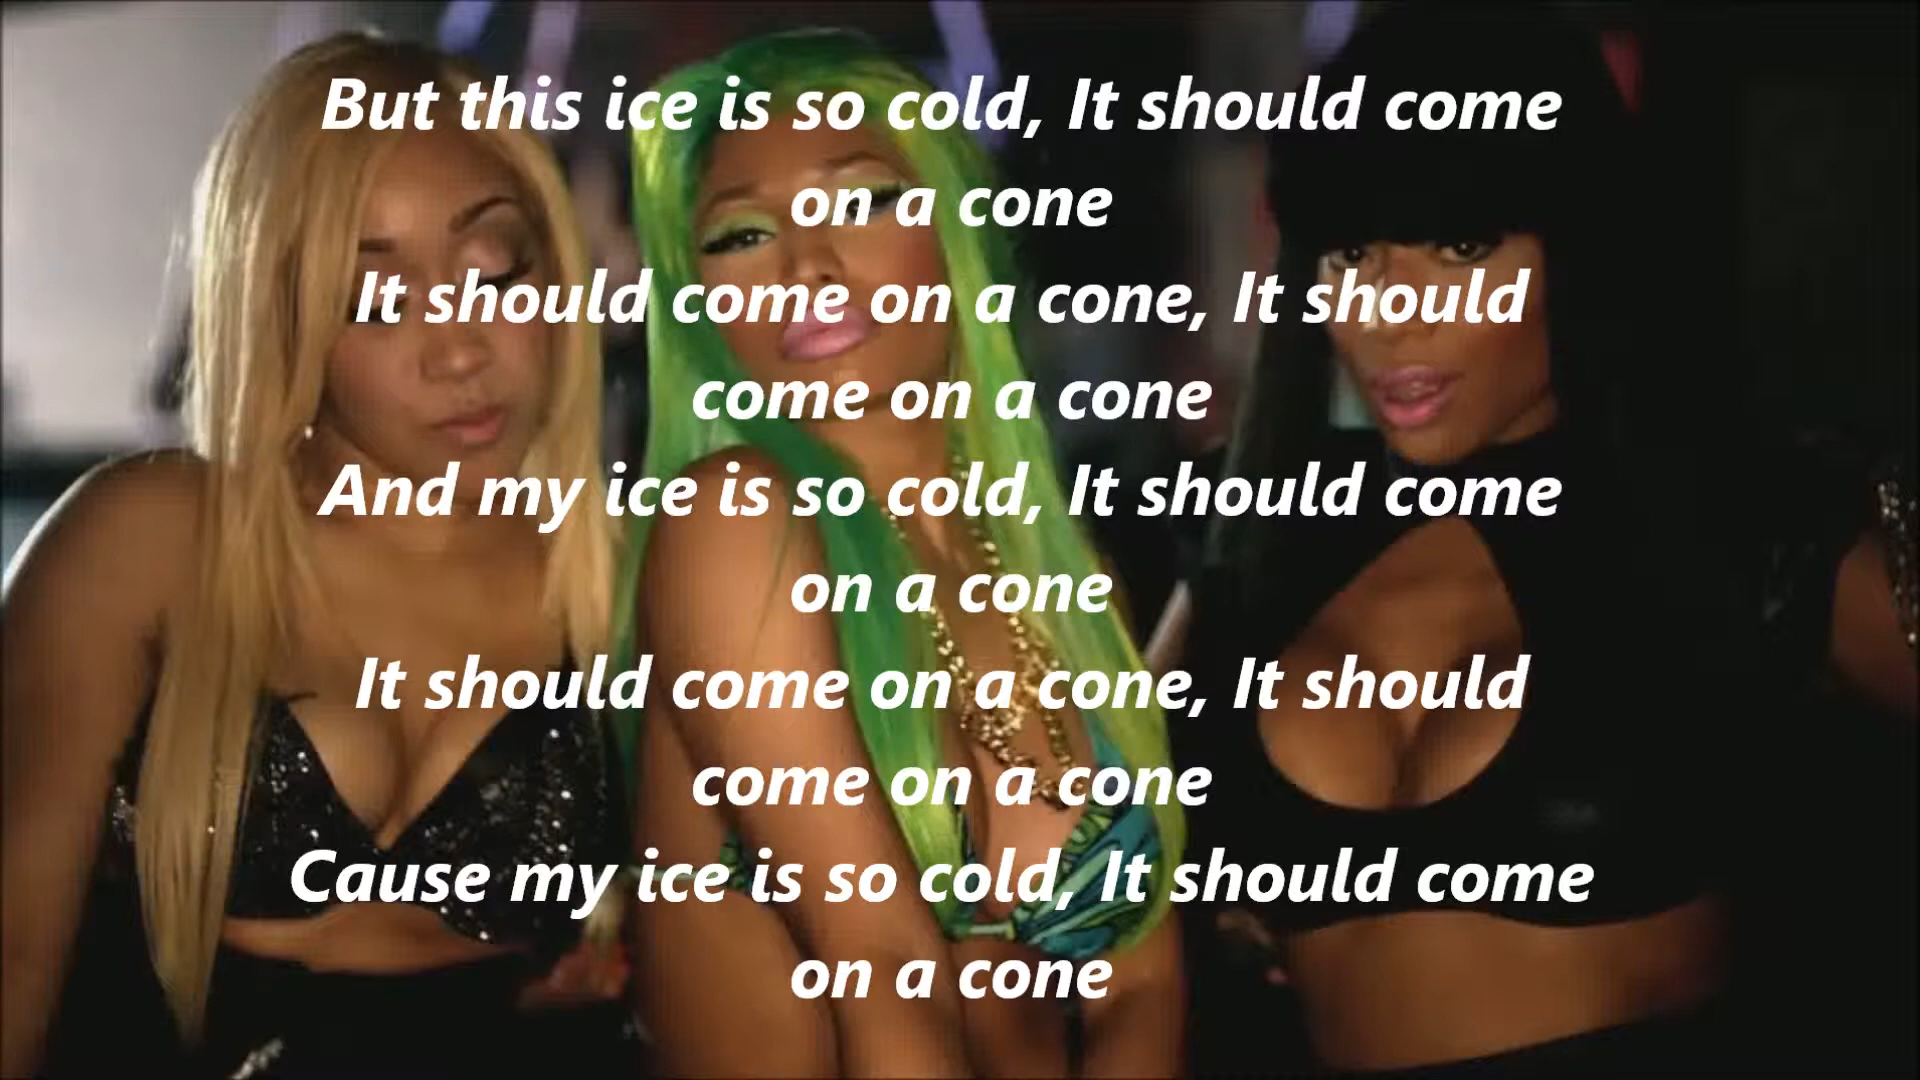 But this ice is so cold, It should come
on a cone
It should come on a cone, It should
come on a cone
And my ice is so cold, It should come
on a cone
It should come on a cone, It should
come on a cone
Cause my ice is so cold, It should come
on a cone